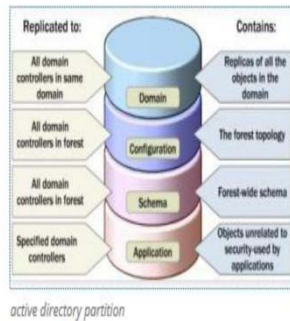 Replicated to:
Contains:
All domain
controllers in same
domain
Domain
Replicas of all the
objects in the
domain
All domain
controllers in forest
Configuration
The forest topology
All domain
controllers in forest
Schema
Forest-wide schema
Specified domain
controllers
Application
Objects unrelated to
security-used by
applications
active directory partition